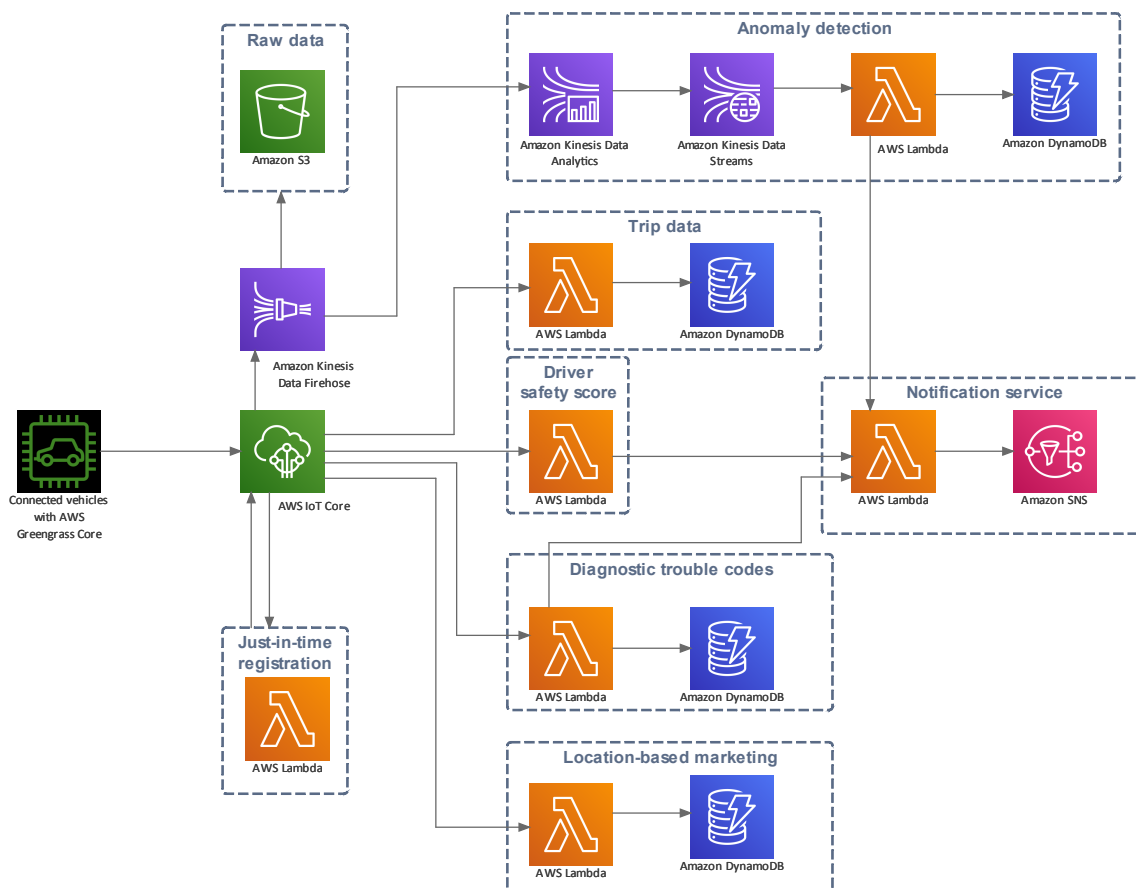 Raw data
Amazon S3
Anomaly detection
Amazon Kinesis Data
Analytics
Amazon Kinesis Data
Streams
AWS Lambda
Amazon DynamoDB
Trip data
AWS Lambda
Amazon DynamoDB
Amazon Kinesis
Data Firehose
Driver
safety score
AWS Lambda
Notification service
AWS Lambda
Amazon SNS
Connected vehicles
with AWS
Greengrass Core
AWS IoT Core
Diagnostic trouble codes
AWS Lambda
Amazon DynamoDB
Just-in-time
registration
AWS Lambda
Location-based marketing
AWS Lambda
Amazon DynamoDB